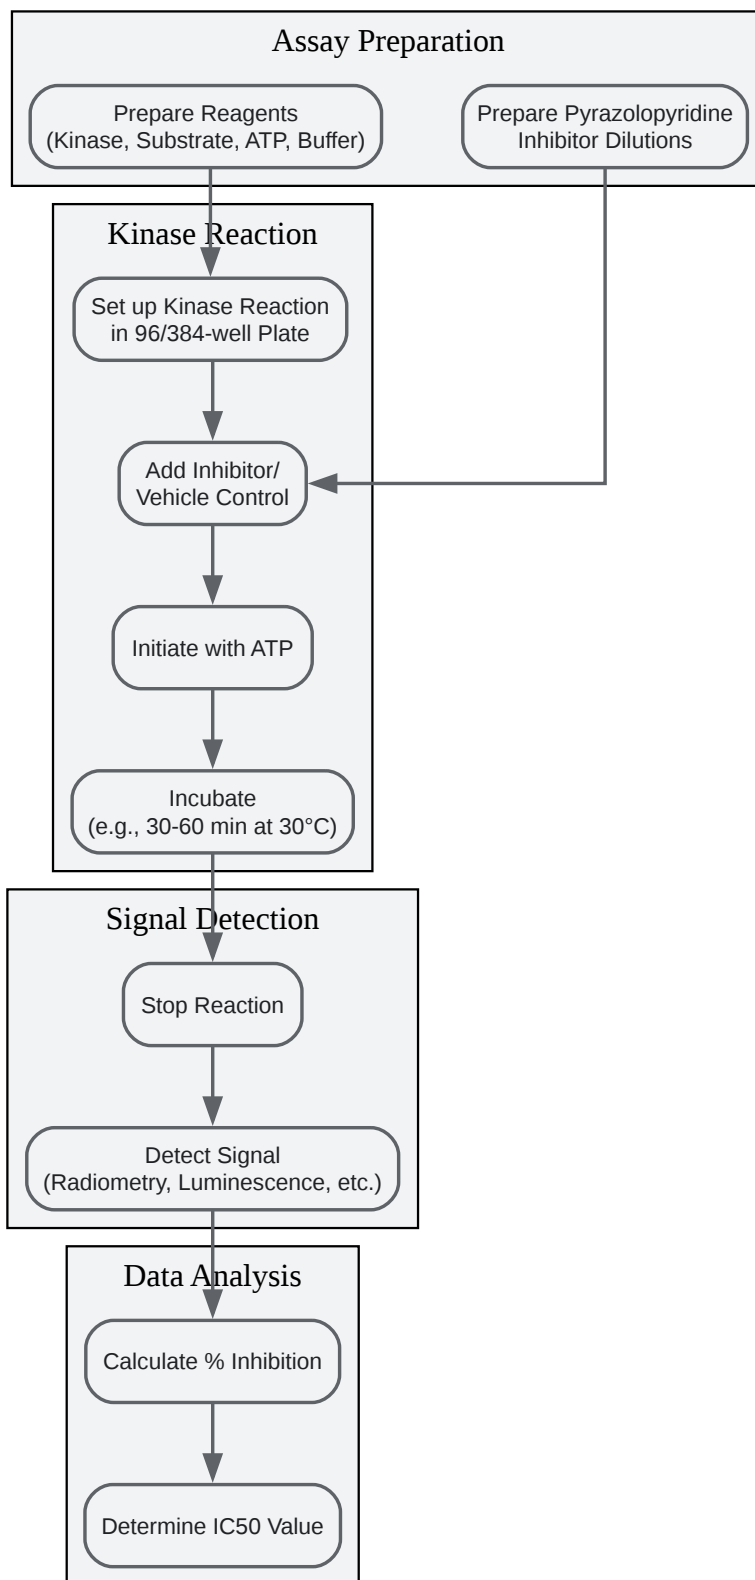 Assay Preparation
Prepare Reagents
(Kinase, Substrate, ATP, Buffer)
Prepare Pyrazolopyridine
Inhibitor Dilutions
Kinase Reaction
Set up Kinase Reaction
in 96/384-well Plate
Add Inhibitor/
Vehicle Control
Initiate with ATP
Incubate
(e.g., 30-60 min at 30°C)
Signal Detection
Stop Reaction
Detect Signal
(Radiometry, Luminescence, etc.)
Data Analysis
Calculate % Inhibition
Determine IC50 Value